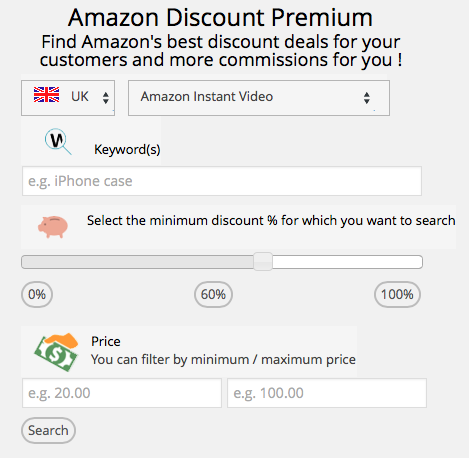 Amazon Discount Premium
Find Amazon's best discount deals for your
customers and more commissions for you !
UK Amazon Instant Video
W
Keyword(s)
e.g. iPhone case
Select the minimum discount % for which you want to search
0% 60% 100%
Price
You can filter by minimum / maximum price
e.g. 20.00 e.g. 100.00
Search